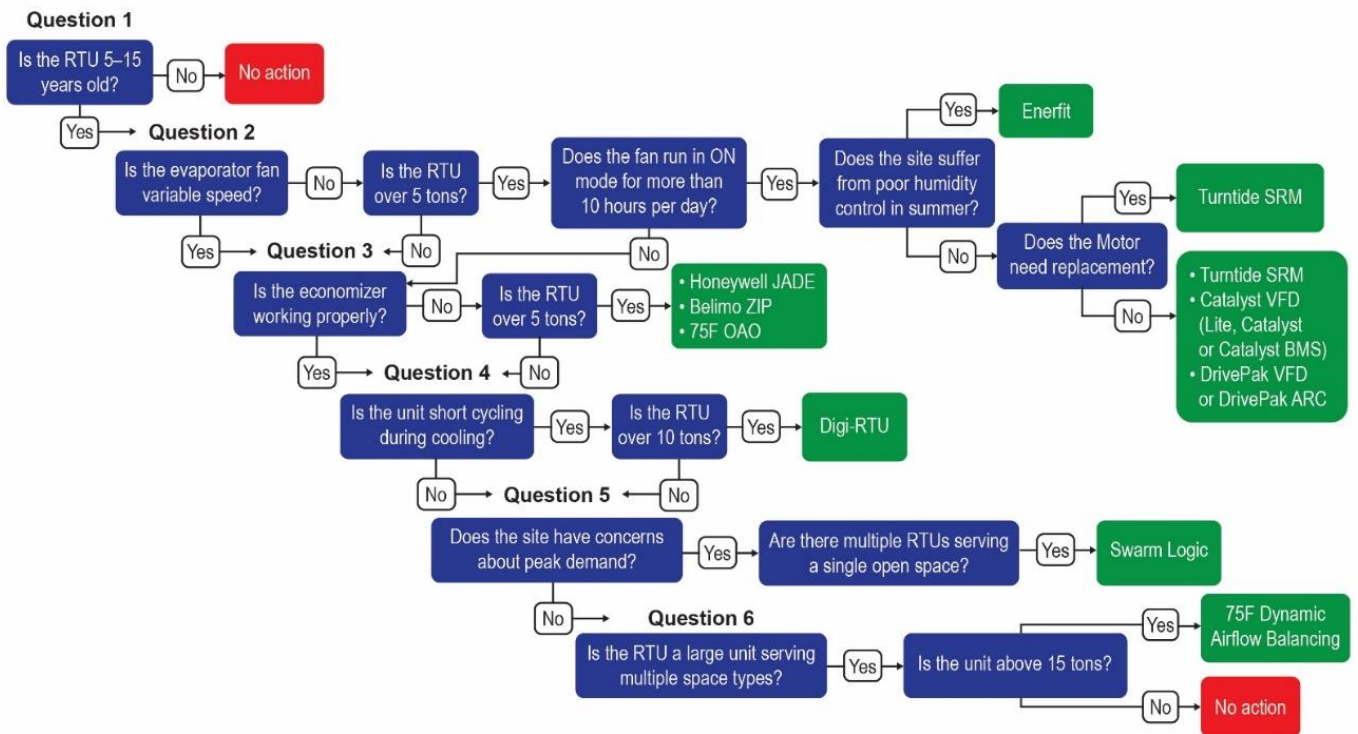 Question 1
Is the RTU 5–15
years old?
No
No action
Yes
Question 2
Is the evaporator fan
variable speed?
No
Is the RTU
over 5 tons?
Yes
Does the fan run in ON
mode for more than
10 hours per day?
Yes
Does the site suffer
from poor humidity
control in summer?
Yes
Enerfit
No
Does the Motor
need replacement?
Yes
Turntide SRM
No
• Turntide SRM
• Catalyst VFD
(Lite, Catalyst
or Catalyst BMS)
• DrivePak VFD
or DrivePak ARC
Yes
Question 3
No
No
Is the economizer
working properly?
No
Is the RTU
over 5 tons?
Yes
• Honeywell JADE
• Belimo ZIP
• 75F OAO
Yes
Question 4
No
Is the unit short cycling
during cooling?
Yes
Is the RTU
over 10 tons?
Yes
Digi-RTU
No
Question 5
No
Does the site have concerns
about peak demand?
Yes
Are there multiple RTUs serving
a single open space?
Yes
Swarm Logic
No
Question 6
Is the RTU a large unit serving
multiple space types?
Yes
Is the unit above 15 tons?
Yes
75F Dynamic
Airflow Balancing
No
No action